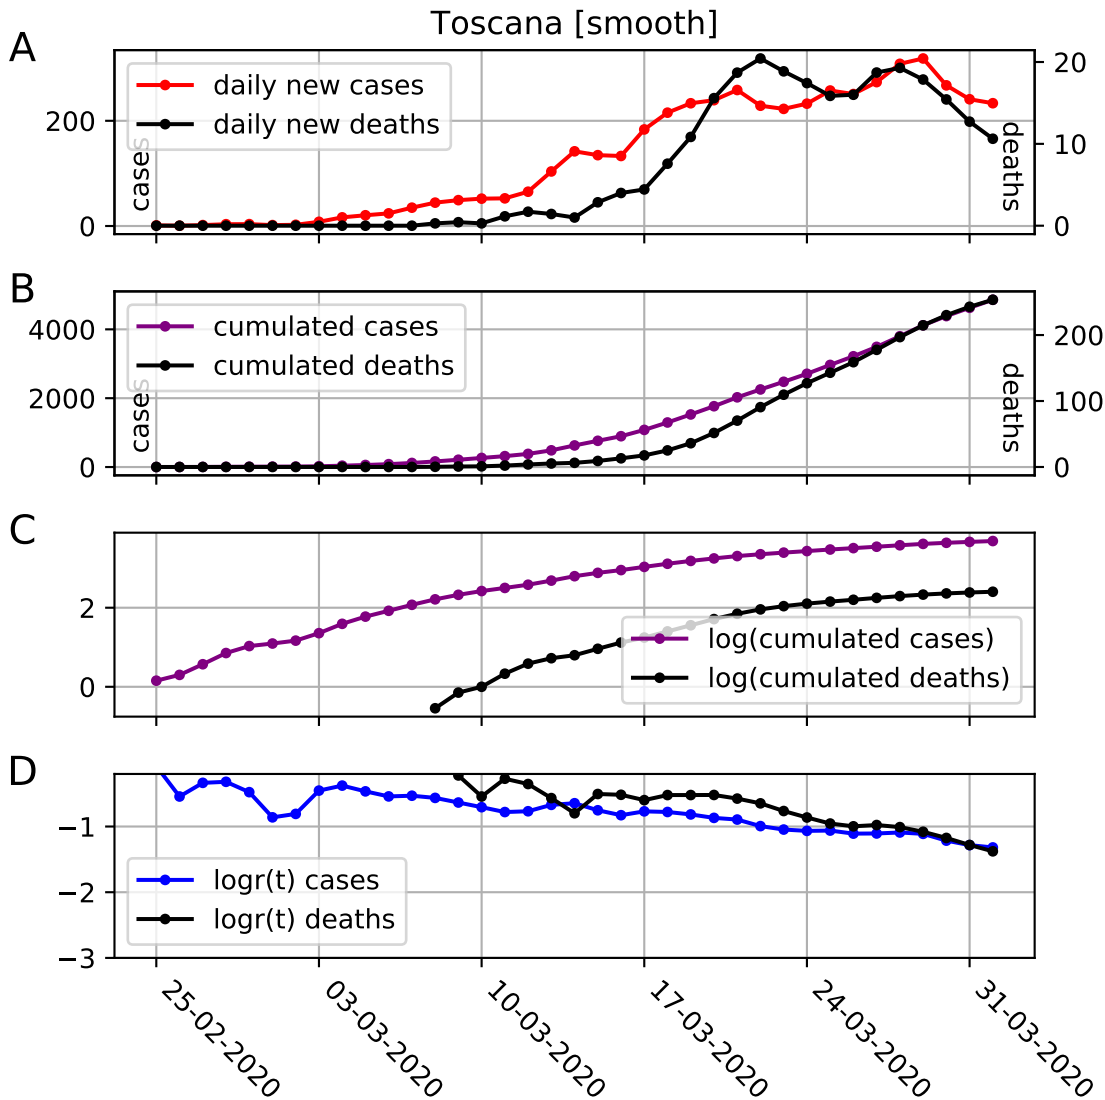 Toscana [smooth]
A
daily new cases
daily new deaths
200
0
cases
20
10
0
deaths
B
cumulated cases
cumulated deaths
4000
2000
0
cases
200
100
0
deaths
C
2
0
log(cumulated cases)
log(cumulated deaths)
D
−1
−2
−3
logr(t) cases
logr(t) deaths
25-02-2020
03-03-2020
10-03-2020
17-03-2020
24-03-2020
31-03-2020